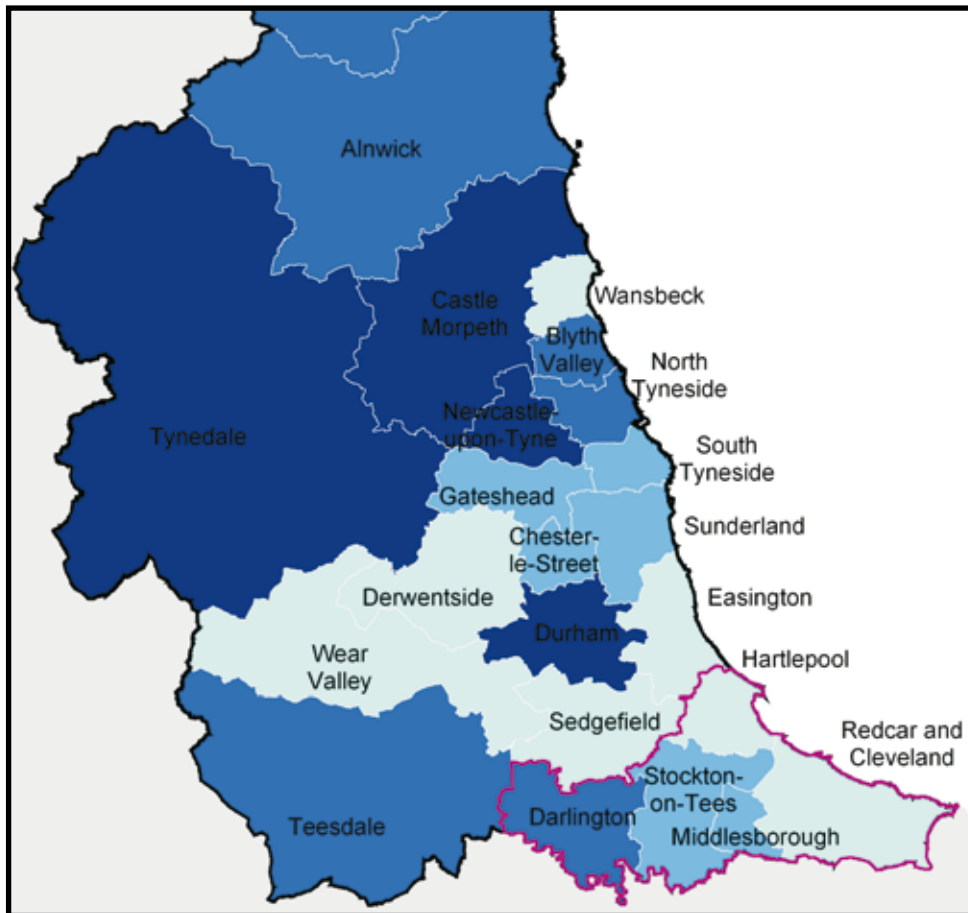 Alnwick
Wansbeck
Castle
Morpeth
Blyth
Valley
North
Tyneside
Newcastle-
upon-Tyne
Tynedale
South
Tyneside
Gateshead
Sunderland
Chester-
le-Street
Derwentside
Easington
Durham
Wear
Valley
Hartlepool
Sedgefield
Redcar and
Cleveland
Stockton-
on-Tees
Teesdale
Darlington
Middlesborough